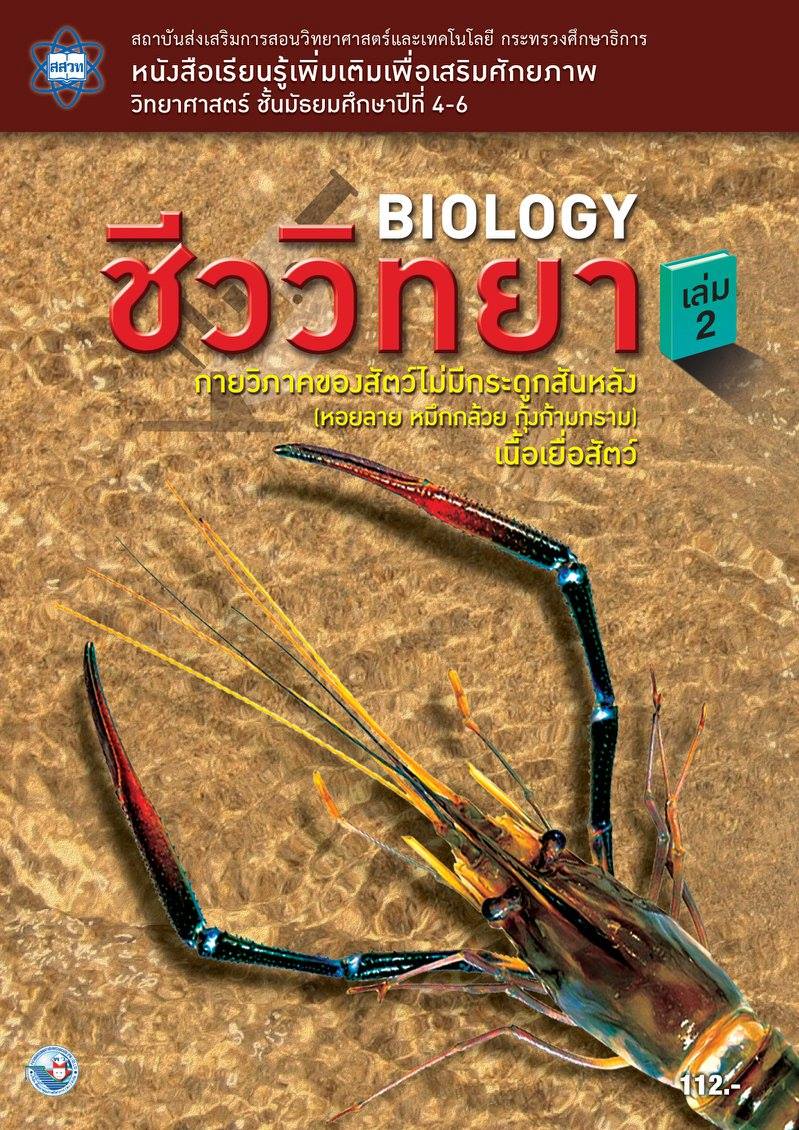 สสวท
สถาบันส่งเสริมการสอนวิทยาศาสตร์และเทคโนโลยี กระทรวงศึกษาธิการ
หนังสือเรียนรู้เพิ่มเติมเพื่อเสริมศักยภาพ
วิทยาศาสตร์ ชั้นมัธยมศึกษาปีที่ 4-6
BIOLOGY
ชีววิทยา
เล่ม
2
กายวิภาคของสัตว์ไม่มีกระดูกสันหลัง
(หอยลาย หมึกกล้วย กุ้งก้ามกราม)
เนื้อเยื่อสัตว์
112.-